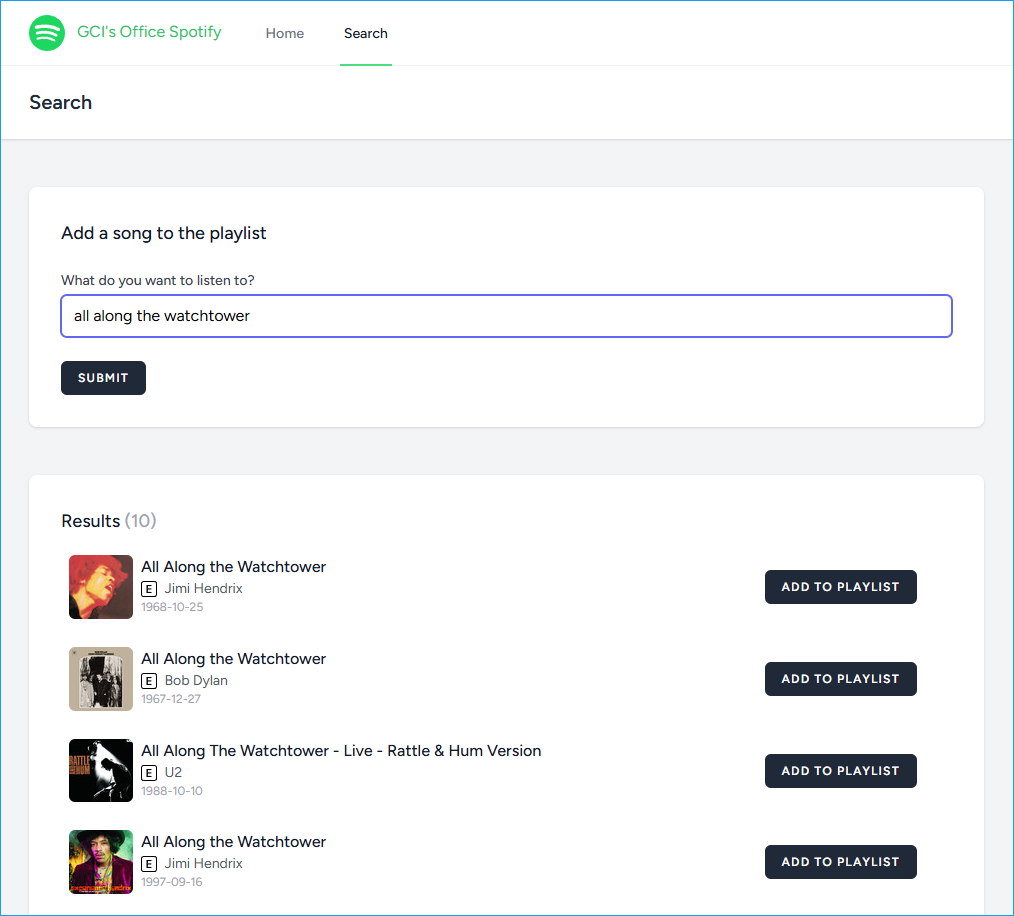 GCI's Office Spotify Home Search
Search
Add a song to the playlist
What do you want to listen to?
all along the watchtower
SUBMIT
Results (10)
All Along the Watchtower
E Jimi Hendrix
1968-10-25
ADD TO PLAYLIST
All Along the Watchtower
E Bob Dylan
1967-12-27
ADD TO PLAYLIST
RATTLE
HUM
All Along The Watchtower - Live - Rattle & Hum Version
E U2
1988-10-10
ADD TO PLAYLIST
All Along the Watchtower
E Jimi Hendrix
1997-09-16
ADD TO PLAYLIST